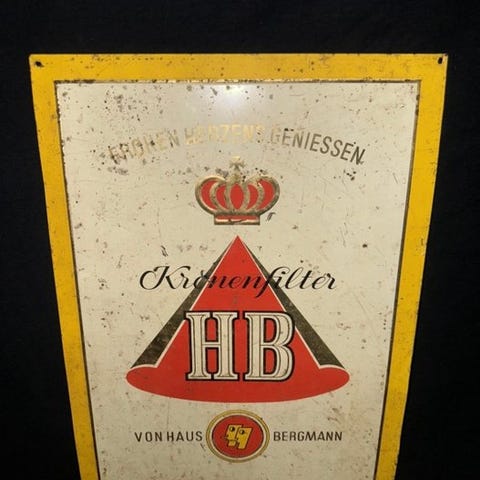 FROHEN HERZENS GENIESSEN
Kronenfilter
HB
VON HAUS BERGMANN